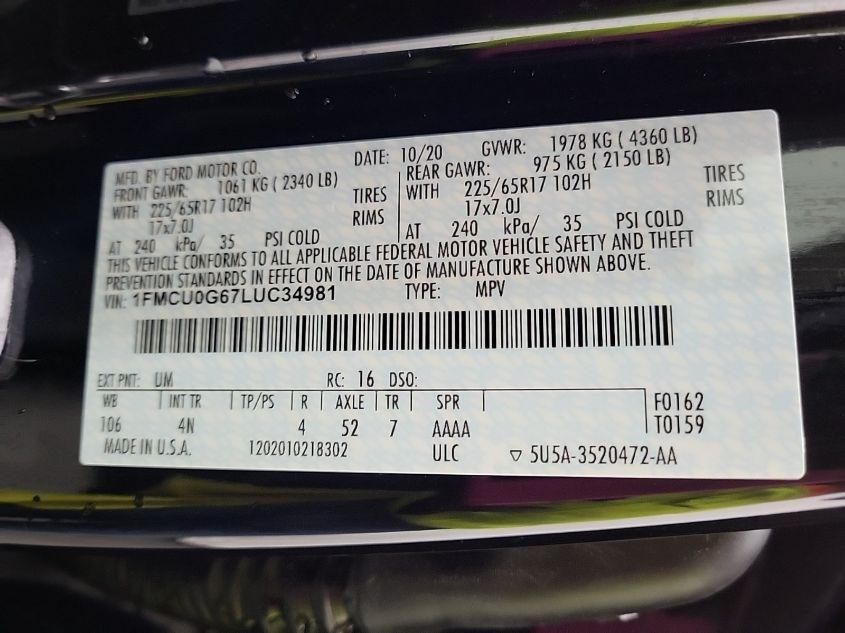 MFD. BY FORD MOTOR CO. DATE: 10/20 GVWR: 1978 KG ( 4360 LB)
FRONT GAWR: 1061 KG ( 2340 LB) REAR GAWR: 975 KG ( 2150 LB)
WITH 225/65R17 102H TIRES WITH 225/65R17 102H TIRES
17x7.0J RIMS 17x7.0J RIMS
AT 240 kPa/ 35 PSI COLD AT 240 kPa/ 35 PSI COLD
THIS VEHICLE CONFORMS TO ALL APPLICABLE FEDERAL MOTOR VEHICLE SAFETY AND THEFT
PREVENTION STANDARDS IN EFFECT ON THE DATE OF MANUFACTURE SHOWN ABOVE.
VIN: 1FMCU0G67LUC34981 TYPE: MPV
EXT PNT: UM RC: 16 DSO:
WB INT TR TP/PS R AXLE TR SPR F0162
106 4N 4 52 7 AAAA T0159
MADE IN U.S.A. 1202010218302 ULC ▽ 5U5A-3520472-AA